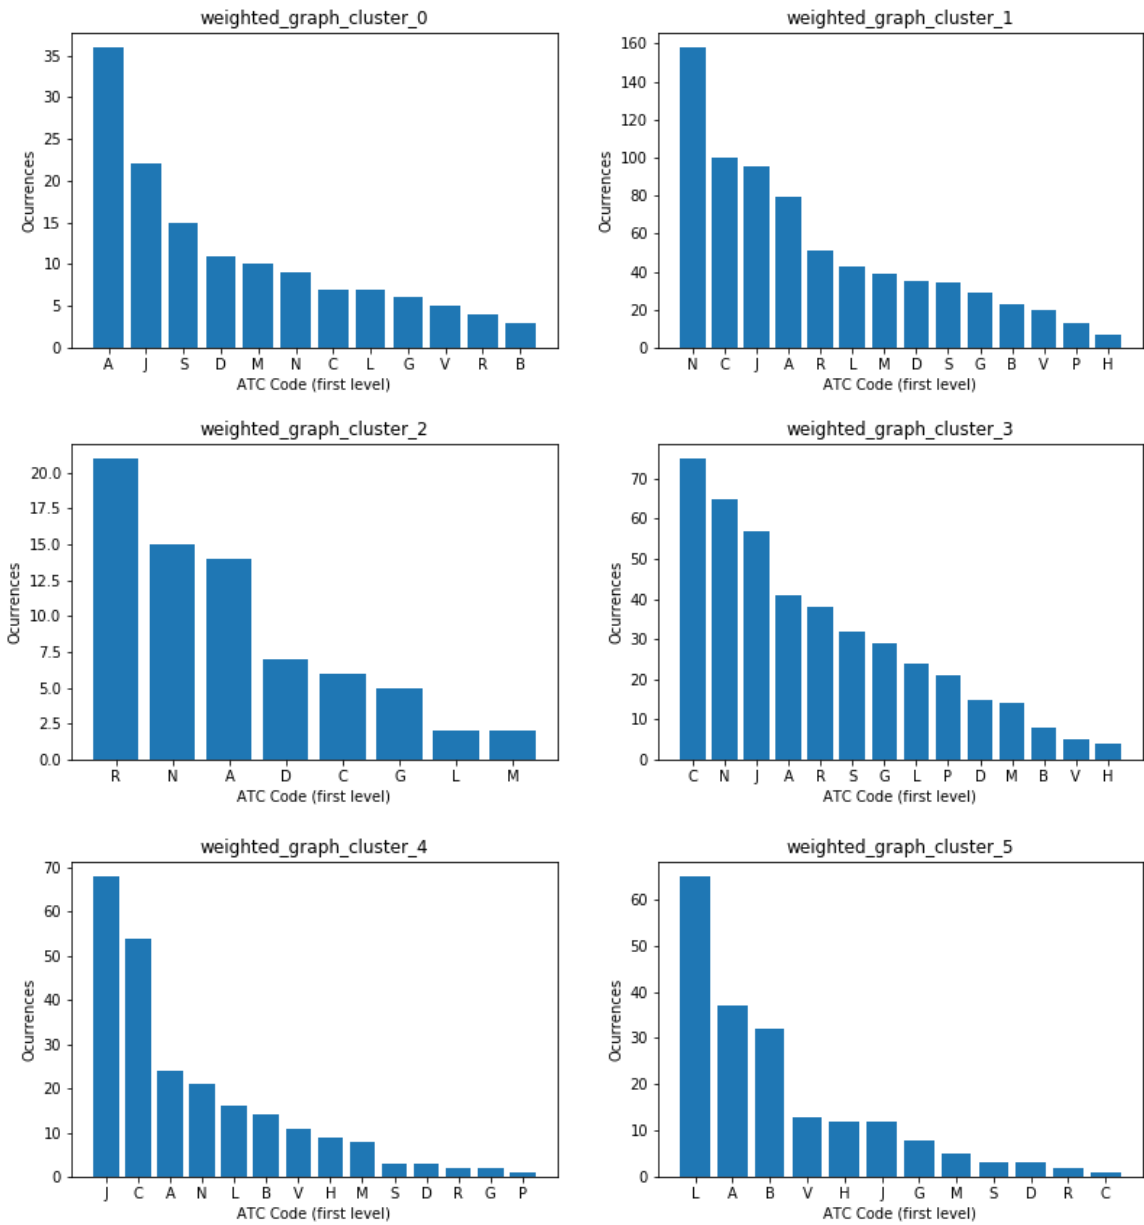 weighted_graph_cluster_0
35
30
25
20
15
10
5
0
Ocurrences
A J S D M N C L G V R B
ATC Code (first level)
weighted_graph_cluster_1
160
140
120
100
80
60
40
20
0
Ocurrences
N C J A R L M D S G B V P H
ATC Code (first level)
weighted_graph_cluster_2
20.0
17.5
15.0
12.5
10.0
7.5
5.0
2.5
0.0
Ocurrences
R N A D C G L M
ATC Code (first level)
weighted_graph_cluster_3
70
60
50
40
30
20
10
0
Ocurrences
C N J A R S G L P D M B V H
ATC Code (first level)
weighted_graph_cluster_4
70
60
50
40
30
20
10
0
Ocurrences
J C A N L B V H M S D R G P
ATC Code (first level)
weighted_graph_cluster_5
60
50
40
30
20
10
0
Ocurrences
L A B V H J G M S D R C
ATC Code (first level)